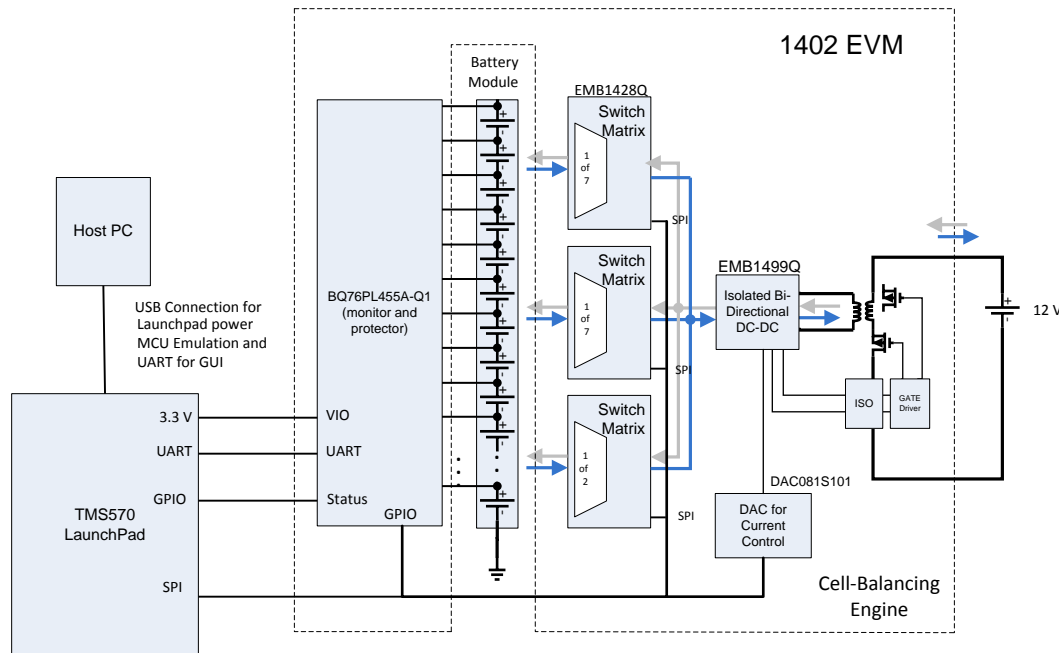 1402 EVM
Battery
Module
EMB1428Q
Switch
Matrix
1
of
7
SPI
Host PC
USB Connection for
Launchpad power
MCU Emulation and
UART for GUI
BQ76PL455A-Q1
(monitor and
protector)
Switch
Matrix
1
of
7
SPI
EMB1499Q
Isolated Bi-
Directional
DC-DC
+
-
12 V
ISO
GATE
Driver
3.3 V
VIO
UART
UART
GPIO
Status
GPIO
TMS570
LaunchPad
SPI
Switch
Matrix
1
of
2
SPI
DAC081S101
DAC for
Current
Control
Cell-Balancing
Engine
+
-
+
-
+
-
+
-
+
-
+
-
+
-
+
-
+
-
+
-
+
-